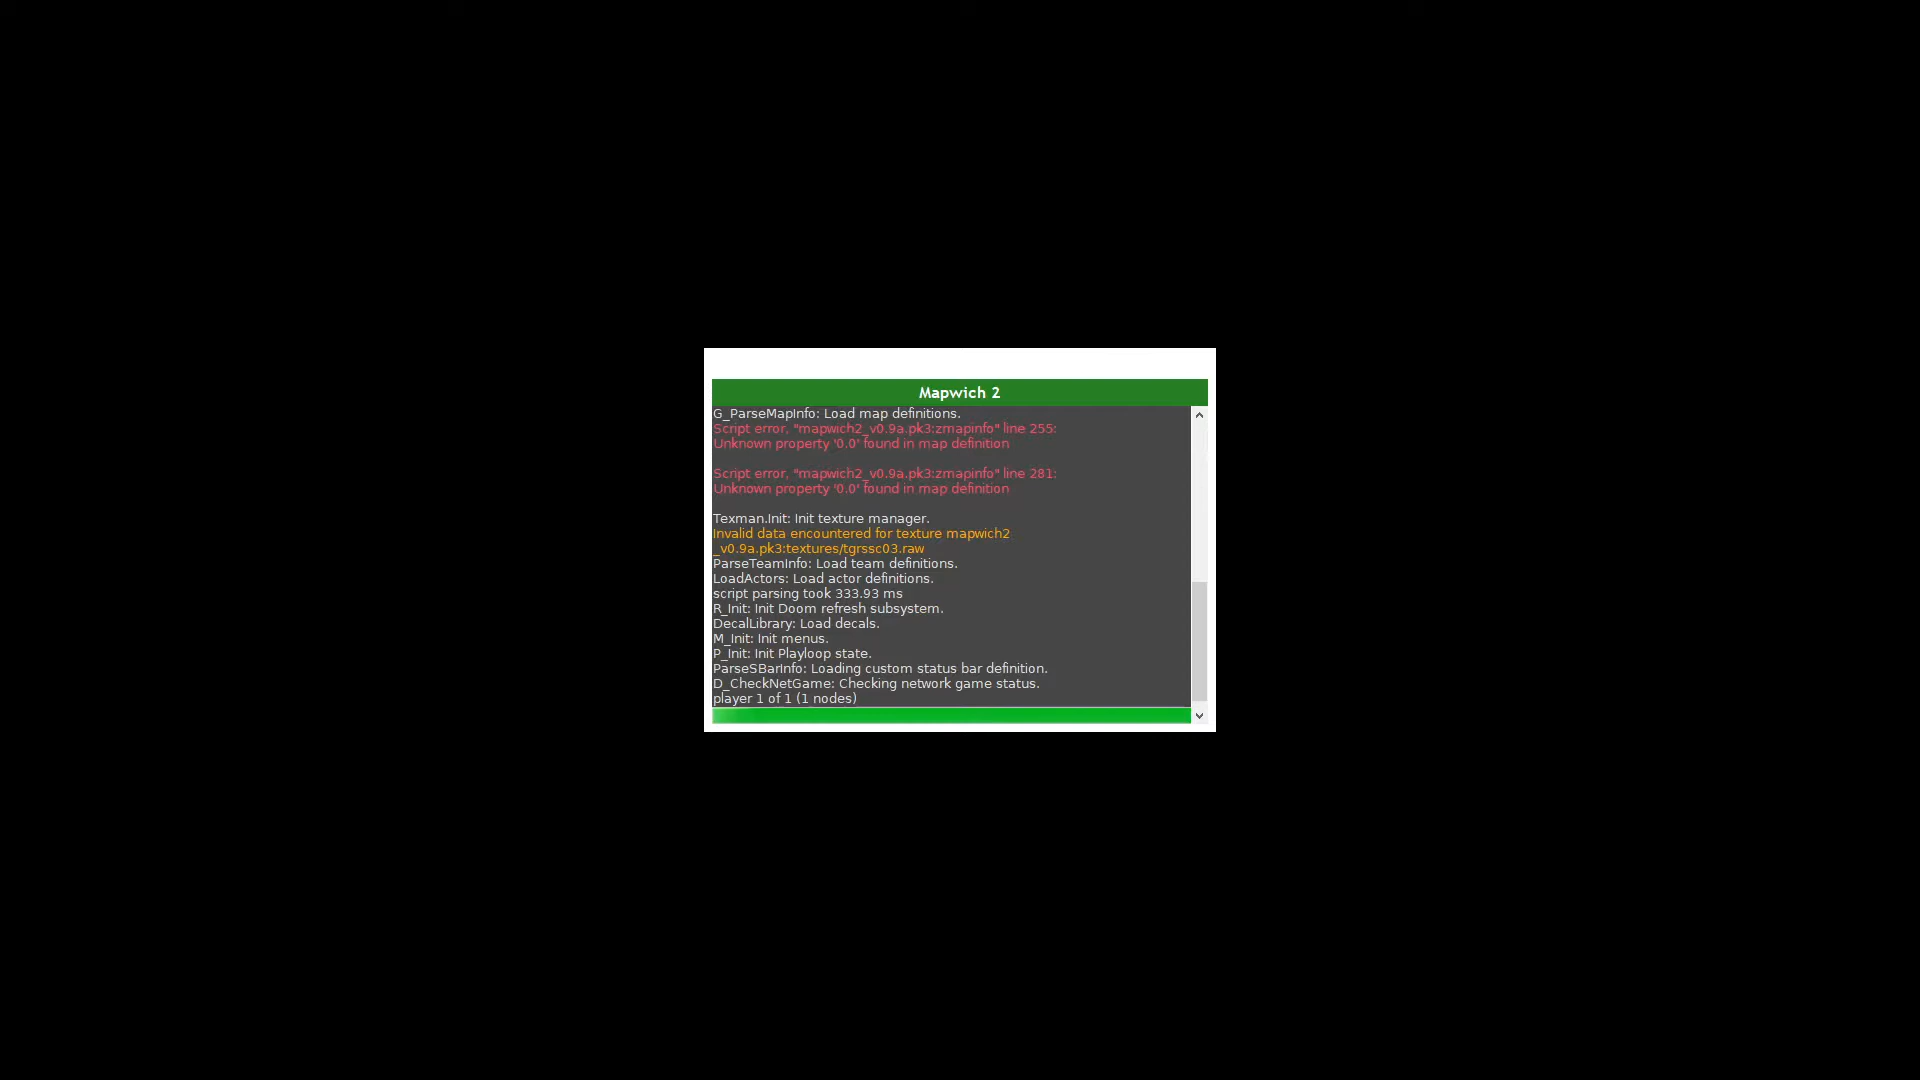 Mapwich 2
G_ParseMapInfo: Load map definitions.
Script error, "mapwich2_v0.9a.pk3:zmapinfo" line 255:
Unknown property '0.0' found in map definition
Script error, "mapwich2_v0.9a.pk3:zmapinfo" line 281:
Unknown property '0.0' found in map definition
Texman.Init: Init texture manager.
Invalid data encountered for texture mapwich2
_v0.9a.pk3:textures/tgrssc03.raw
ParseTeamInfo: Load team definitions.
LoadActors: Load actor definitions.
script parsing took 333.93 ms
R_Init: Init Doom refresh subsystem.
DecalLibrary: Load decals.
M_Init: Init menus.
P_Init: Init Playloop state.
ParseSBarInfo: Loading custom status bar definition.
D_CheckNetGame: Checking network game status.
player 1 of 1 (1 nodes)